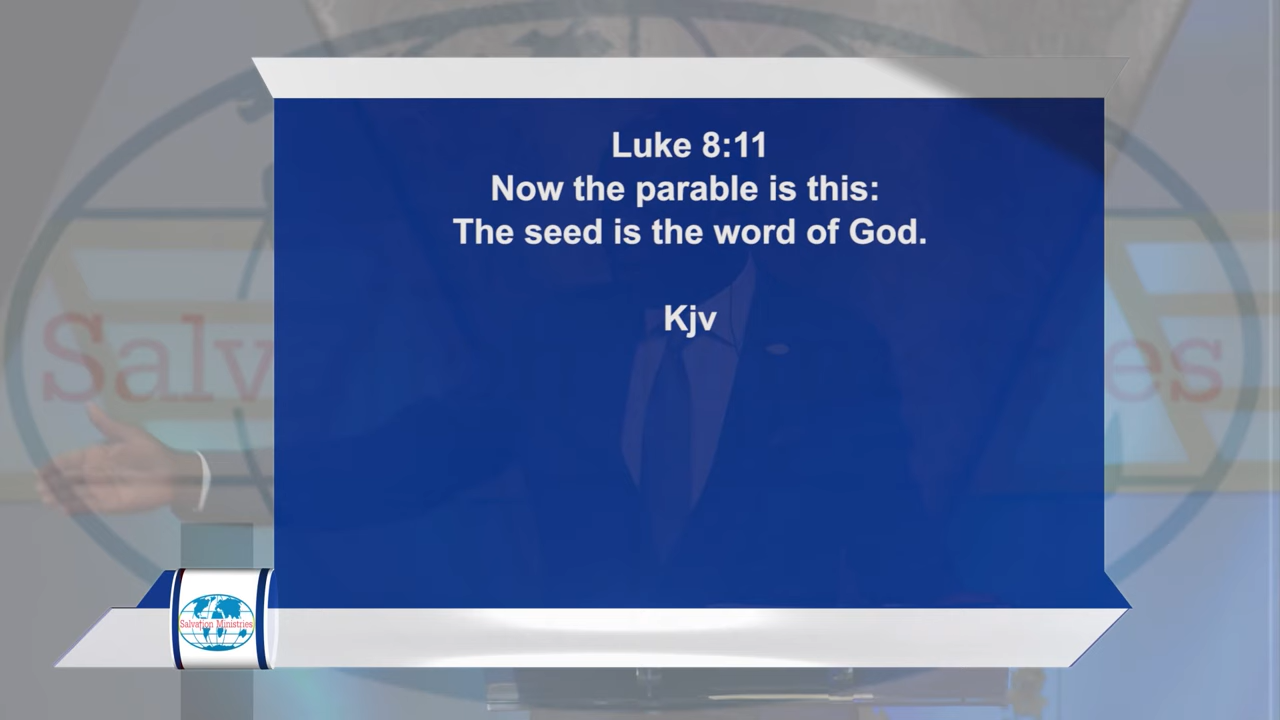 Luke 8:11
Now the parable is this:
The seed is the word of God.
Kjv
Salvation Ministries